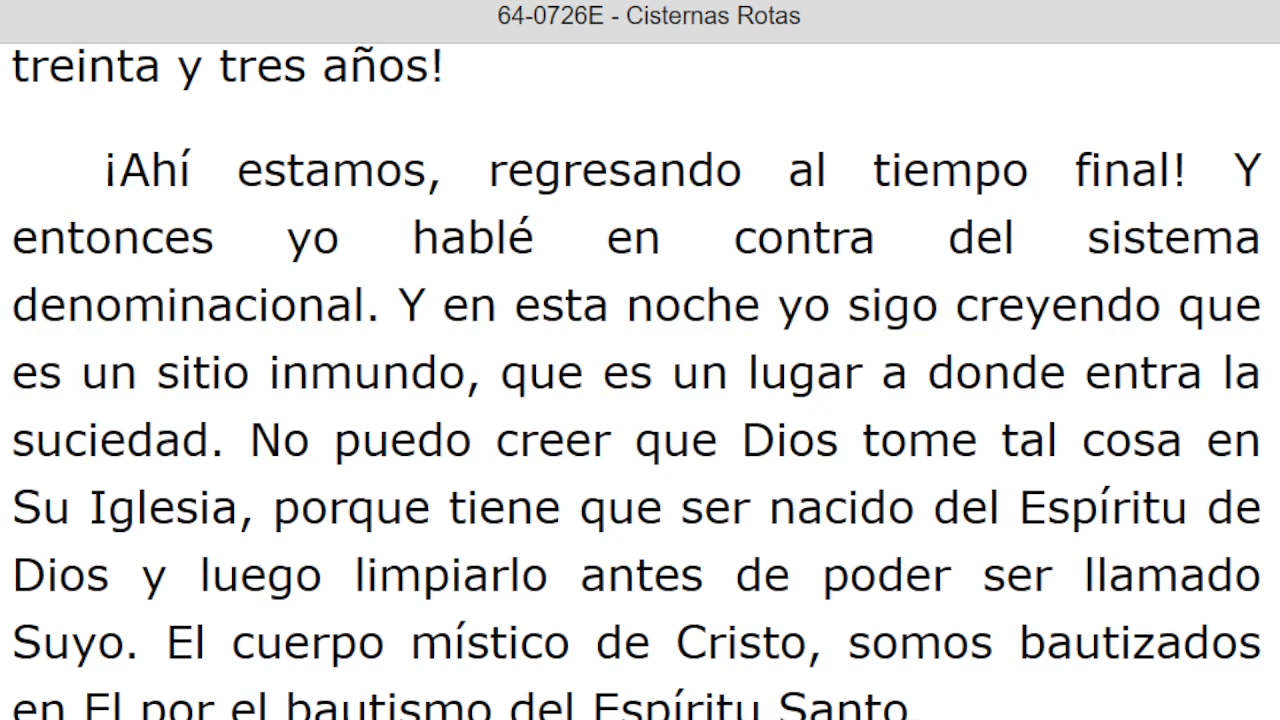 64-0726E - Cisternas Rotas
treinta y tres años!
¡Ahí estamos, regresando al tiempo final! Y
entonces yo hablé en contra del sistema
denominacional. Y en esta noche yo sigo creyendo que
es un sitio inmundo, que es un lugar a donde entra la
suciedad. No puedo creer que Dios tome tal cosa en
Su Iglesia, porque tiene que ser nacido del Espíritu de
Dios y luego limpiarlo antes de poder ser llamado
Suyo. El cuerpo místico de Cristo, somos bautizados
en El por el bautismo del Espíritu Santo.